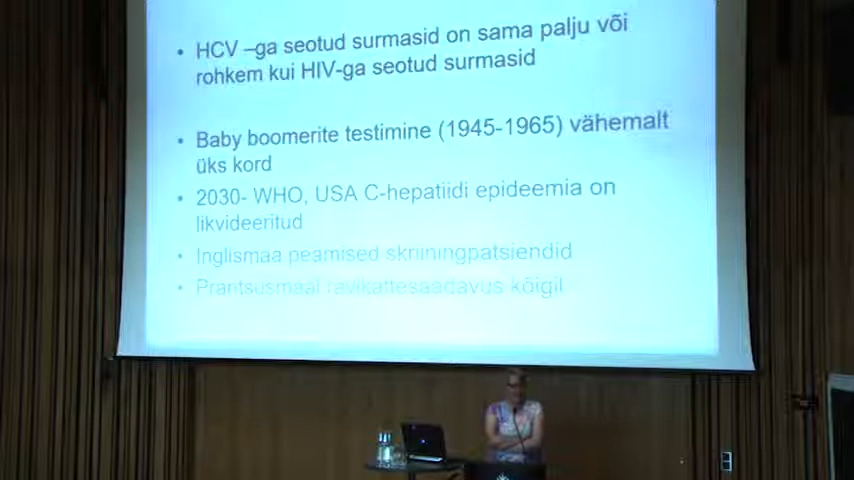 • HCV –ga seotud surmasid on sama palju või
rohkem kui HIV-ga seotud surmasid
• Baby boomerite testimine (1945-1965) vähemalt
üks kord
• 2030- WHO, USA C-hepatiidi epideemia on
likvideeritud
• Inglismaa peamised skriiningpatsiendid
• Prantsusmaal ravikattesaadavus kõigil